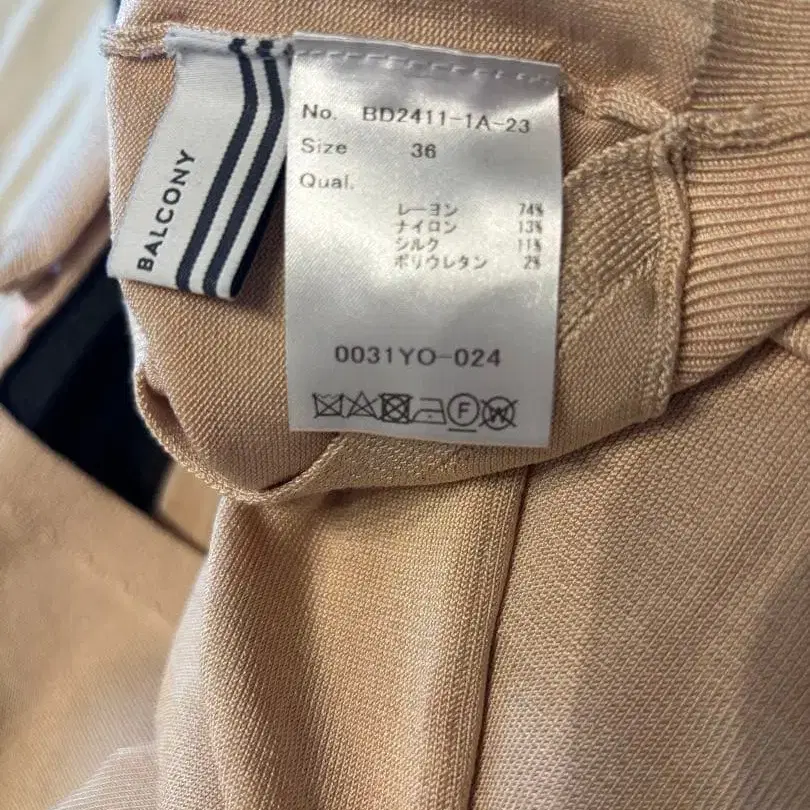 BALCONY
No. BD2411-1A-23
Size 36
Qual.
レーヨン 74%
ナイロン 13%
シルク 11%
ポリウレタン 2%
0031YO-024
F W